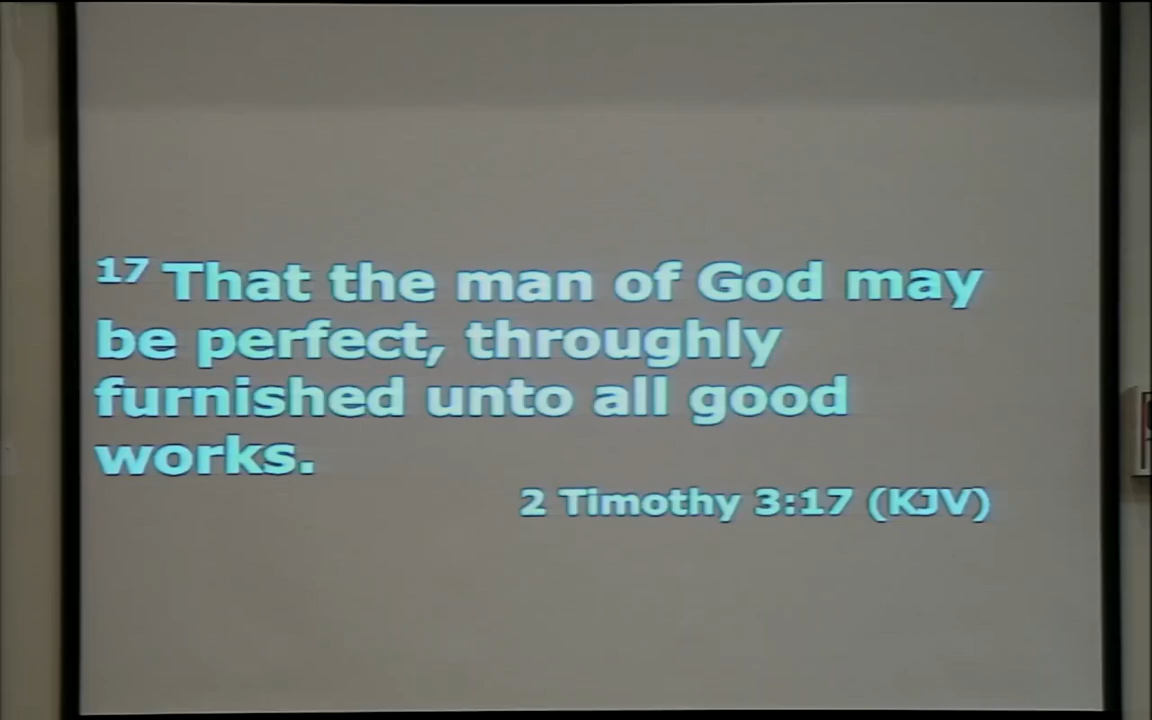 17 That the man of God may
be perfect, throughly
furnished unto all good
works.
2 Timothy 3:17 (KJV)